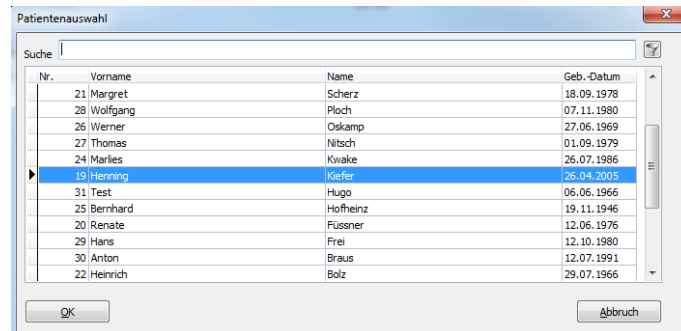 Patientenauswahl
Suche
Nr. Vorname Name Geb.-Datum
21 Margret Scherz 18.09.1978
28 Wolfgang Ploch 07.11.1980
26 Werner Oskamp 27.06.1969
27 Thomas Nitsch 01.09.1979
24 Marlies Kwake 26.07.1986
19 Henning Kiefer 26.04.2005
31 Test Hugo 06.06.1966
25 Bernhard Hofheinz 19.11.1946
20 Renate Füssner 12.06.1976
29 Hans Frei 12.10.1980
30 Anton Braus 12.07.1991
22 Heinrich Bolz 29.07.1966
OK Abbruch